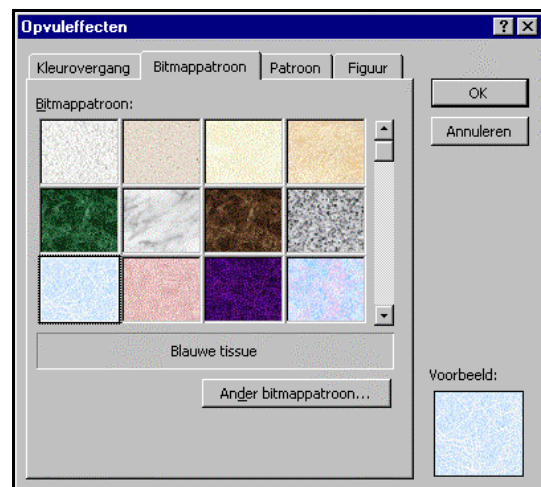 Opvuleffecten
Kleurovergang Bitmappatroon Patroon Figuur
OK
Annuleren
Bitmappatroon:
Blauwe tissue
Ander bitmappatroon...
Voorbeeld: